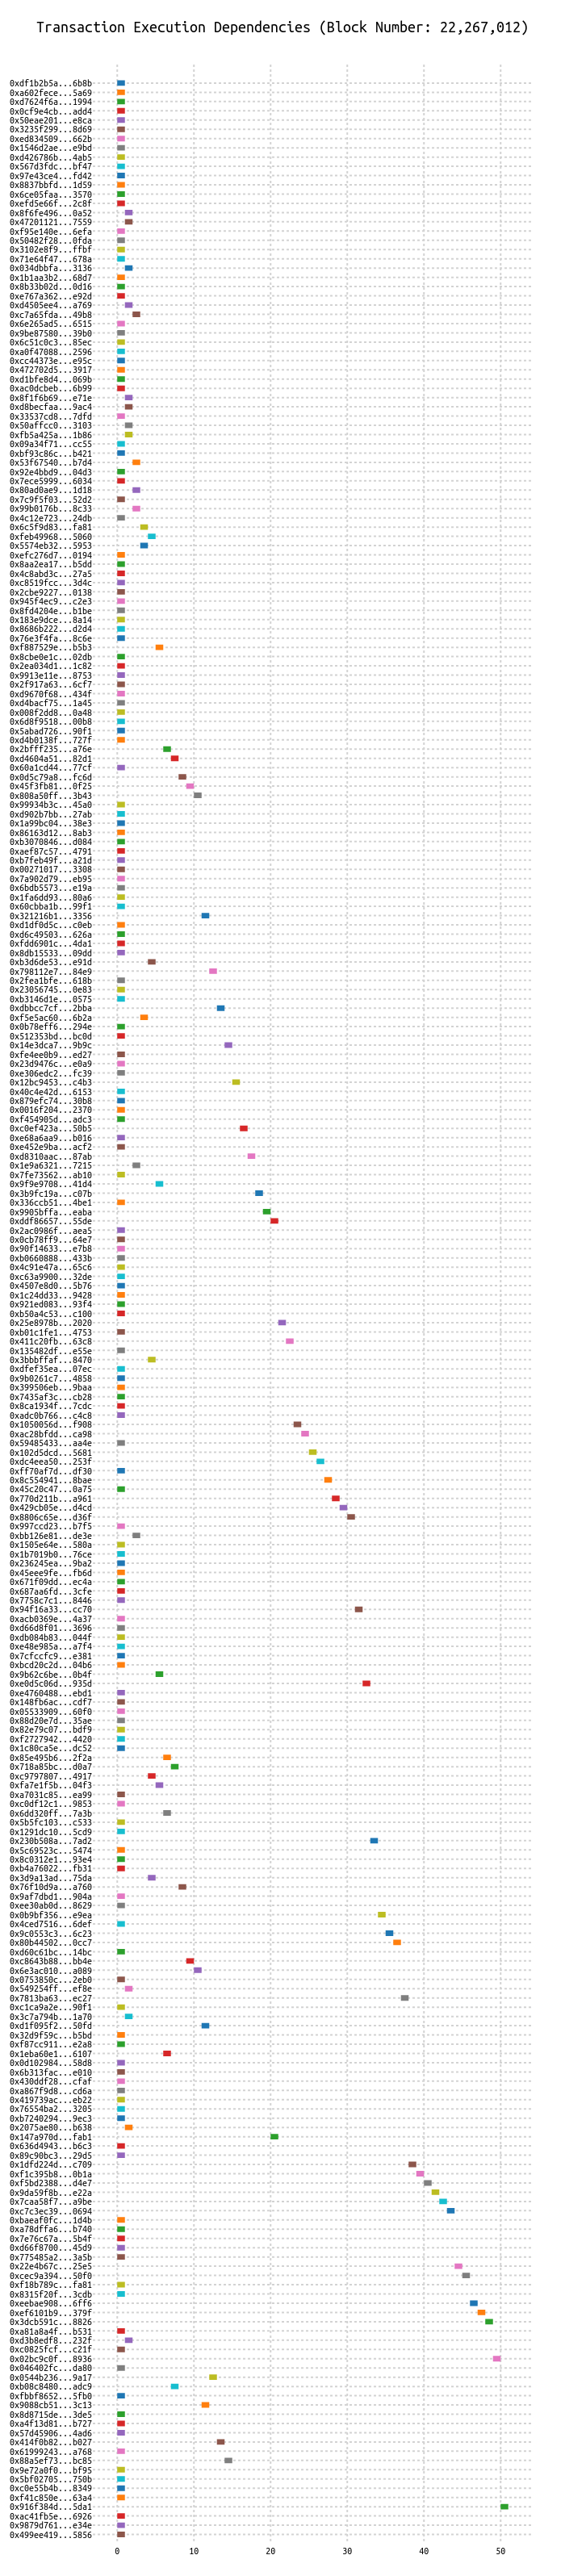 Transaction Execution Dependencies (Block Number: 22,267,012)
0xdf1b2b5a...6b8b
0xa602fece...5a69
0xd7624f6a...1994
0x0cf9e4cb...add4
0x50eae201...e8ca
0x3235f299...8d69
0xed834509...662b
0x1546d2ae...e9bd
0xd426786b...4ab5
0x567d3fdc...bf47
0x97e43ce4...fd42
0x8837bbfd...1d59
0x6ce05faa...3570
0xefd5e66f...2c8f
0x8f6fe496...0a52
0x47201121...7559
0xf95e140e...6efa
0x50482f28...0fda
0x3102e8f9...ffbf
0x71e64f47...678a
0x034dbbfa...3136
0x1b1aa3b2...68d7
0x8b33b02d...0d16
0xe767a362...e92d
0xd4505ee4...a769
0xc7a65fda...49b8
0x6e265ad5...6515
0x9be87580...39b0
0x6c51c0c3...85ec
0xa0f47088...2596
0xcc44373e...e95c
0x472702d5...3917
0xd1bfe8d4...069b
0xac0dcbeb...6b99
0x8f1f6b69...e71e
0xd8becfaa...9ac4
0x33537cd8...7dfd
0x50affcc0...3103
0xfb5a425a...1b86
0x09a34f71...cc55
0xbf93c86c...b421
0x53f67540...b7d4
0x92e4bbd9...04d3
0x7ece5999...6034
0x80ad0ae9...1d18
0x7c9f5f03...52d2
0x99b0176b...8c33
0x4c12e723...24db
0x6c5f9d83...fa81
0xfeb49968...5060
0x5574eb32...5953
0xefc276d7...0194
0x8aa2ea17...b5dd
0x4c8abd3c...27a5
0xc8519fcc...3d4c
0x2cbe9227...0138
0x945f4ec9...c2e3
0x8fd4204e...b1be
0x183e9dce...8a14
0x8686b222...d2d4
0x76e3f4fa...8c6e
0xf887529e...b5b3
0x8cbe0e1c...02db
0x2ea034d1...1c82
0x9913e11e...8753
0x2f917a63...6cf7
0xd9670f68...434f
0xd4bacf75...1a45
0x008f2dd8...0a48
0x6d8f9518...00b8
0x5abad726...90f1
0xd4b0138f...727f
0x2bfff235...a76e
0xd4604a51...82d1
0x60a1cd44...77cf
0x0d5c79a8...fc6d
0x45f3fb81...0f25
0x808a50ff...3b43
0x99934b3c...45a0
0xd902b7bb...27ab
0x1a99bc04...38e3
0x86163d12...8ab3
0xb3070846...d084
0xaef87c57...4791
0xb7feb49f...a21d
0x00271017...3308
0x7a902d79...eb95
0x6bdb5573...e19a
0x1fa6dd93...80a6
0x60cbba1b...99f1
0x321216b1...3356
0xd1df0d5c...c0eb
0xd6c49503...626a
0xfdd6901c...4da1
0x8db15533...09dd
0xb3d6de53...e91d
0x798112e7...84e9
0x2fea1bfe...618b
0x23056745...0e83
0xb3146d1e...0575
0xdbbcc7cf...2bba
0xf5e5ac60...6b2a
0x0b78eff6...294e
0x512353bd...bc0d
0x14e3dca7...9b9c
0xfe4ee0b9...ed27
0x23d9476c...e0a9
0xe306edc2...fc39
0x12bc9453...c4b3
0x40c4e42d...6153
0x879efc74...30b8
0x0016f204...2370
0xf454905d...adc3
0xc0ef423a...50b5
0xe68a6aa9...b016
0xe452e9ba...acf2
0xd8310aac...87ab
0x1e9a6321...7215
0x7fe73562...ab10
0x9f9e9708...41d4
0x3b9fc19a...c07b
0x336ccb51...4be1
0x9905bffa...eaba
0xddf86657...55de
0x2ac0986f...aea5
0x0cb78ff9...64e7
0x90f14633...e7b8
0xb0660888...433b
0x4c91e47a...65c6
0xc63a9900...32de
0x4507e8d0...5b76
0x1c24dd33...9428
0x921ed083...93f4
0xb50a4c53...c100
0x25e8978b...2020
0xb01c1fe1...4753
0x411c20fb...63c8
0x135482df...e55e
0x3bbbffaf...8470
0xdfef35ea...07ec
0x9b0261c7...4858
0x399506eb...9baa
0x7435af3c...cb28
0x8ca1934f...7cdc
0xadc0b766...c4c8
0x1050056d...f908
0xac28bfdd...ca98
0x59485433...aa4e
0x102d5dcd...5681
0xdc4eea50...253f
0xff70af7d...df30
0x8c554941...8bae
0x45c20c47...0a75
0x770d211b...a961
0x429cb05e...d4cd
0x8806c65e...d36f
0x997ccd23...b7f5
0xbb126e81...de3e
0x1505e64e...580a
0x1b7019b0...76ce
0x236245ea...9ba2
0x45eee9fe...fb6d
0x671f09dd...ec4a
0x687aa6fd...3cfe
0x7758c7c1...8446
0x94f16a33...cc70
0xacb0369e...4a37
0xd66d8f01...3696
0xdb084b83...044f
0xe48e985a...a7f4
0x7cfccfc9...e381
0xbcd20c2d...04b6
0x9b62c6be...0b4f
0xe0d5c06d...935d
0xe4760488...ebd1
0x148fb6ac...cdf7
0x05533909...60f0
0x88d20e7d...35ae
0x82e79c07...bdf9
0xf2727942...4420
0x1c80ca5e...dc52
0x85e495b6...2f2a
0x718a85bc...d0a7
0xc9797807...4917
0xfa7e1f5b...04f3
0xa7031c85...ea99
0xc0df12c1...9853
0x6dd320ff...7a3b
0x5b5fc103...c533
0x1291dc10...5cd9
0x230b508a...7ad2
0x5c69523c...5474
0x8c0312e1...93e4
0xb4a76022...fb31
0x3d9a13ad...75da
0x76f10d9a...a760
0x9af7dbd1...904a
0xee30ab0d...8629
0x0b9bf356...e9ea
0x4ced7516...6def
0x9c0553c3...6c23
0x80b44502...0cc7
0xd60c61bc...14bc
0xc8643b88...bb4e
0x6e3ac010...a089
0x0753850c...2eb0
0x549254ff...ef8e
0x7813ba63...ec27
0xc1ca9a2e...90f1
0x3c7a794b...1a70
0xd1f095f2...50fd
0x32d9f59c...b5bd
0xf87cc911...e2a8
0x1eba60e1...6107
0x0d102984...58d8
0x6b313fac...e010
0x430ddf28...cfaf
0xa867f9d8...cd6a
0x419739ac...eb22
0x76554ba2...3205
0xb7240294...9ec3
0x2075ae80...b638
0x147a970d...fab1
0x636d4943...b6c3
0x89c90bc3...29d5
0x1dfd224d...c709
0xf1c395b8...0b1a
0xf5bd2388...d4e7
0x9da59f8b...e22a
0x7caa58f7...a9be
0xc7c3ec39...0694
0xbaeaf0fc...1d4b
0xa78dffa6...b740
0x7e76c67a...5b4f
0xd66f8700...45d9
0x775485a2...3a5b
0x22e4b67c...25e5
0xcec9a394...50f0
0xf18b789c...fa81
0x8315f20f...3cdb
0xeebae908...6ff6
0xef6101b9...379f
0x3dcb591c...8826
0xa81a8a4f...b531
0xd3b8edf8...232f
0xc0825fcf...c21f
0x02bc9c0f...8936
0x046402fc...da80
0x0544b236...9a17
0xb08c8480...adc9
0xfbbf8652...5fb0
0x9088cb51...3c13
0x8d8715de...3de5
0xa4f13d81...b727
0x57d45906...4ad6
0x414f0b82...b027
0x61999243...a768
0x88a5ef73...bc85
0x9e72a0f0...bf95
0x5bf02705...750b
0xc0e55b4b...8349
0xf41c850e...63a4
0x916f384d...5da1
0xac41fb5e...6926
0x9879d761...e34e
0x499ee419...5856
0 10 20 30 40 50